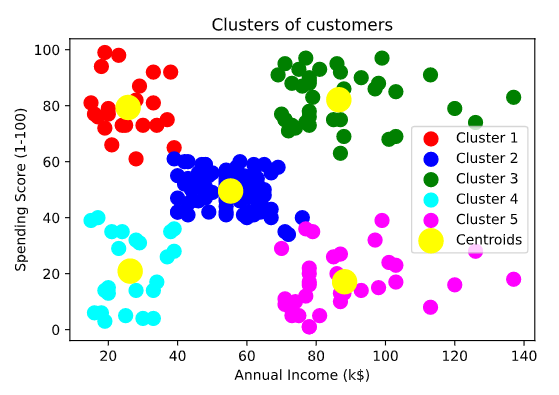 Clusters of customers
Spending Score (1-100)
100
80
60
40
20
0
Cluster 1
Cluster 2
Cluster 3
Cluster 4
Cluster 5
Centroids
20
40
60
80
100
120
140
Annual Income (k$)